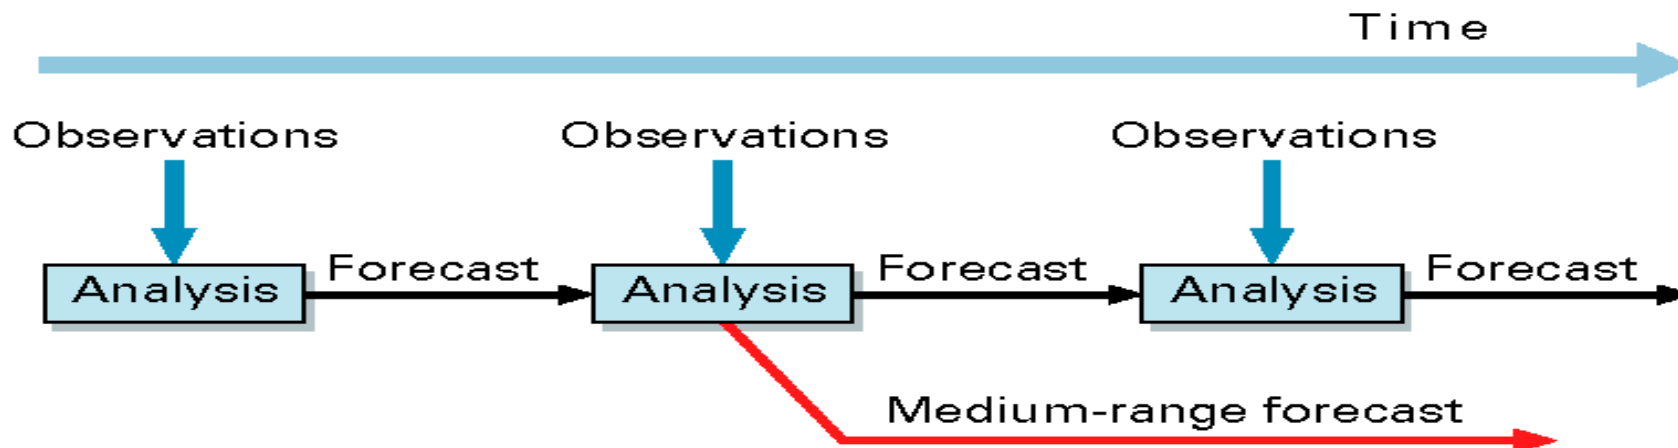 Time
Observations Observations Observations
Forecast Forecast Forecast
Analysis Analysis Analysis
Medium-range forecast